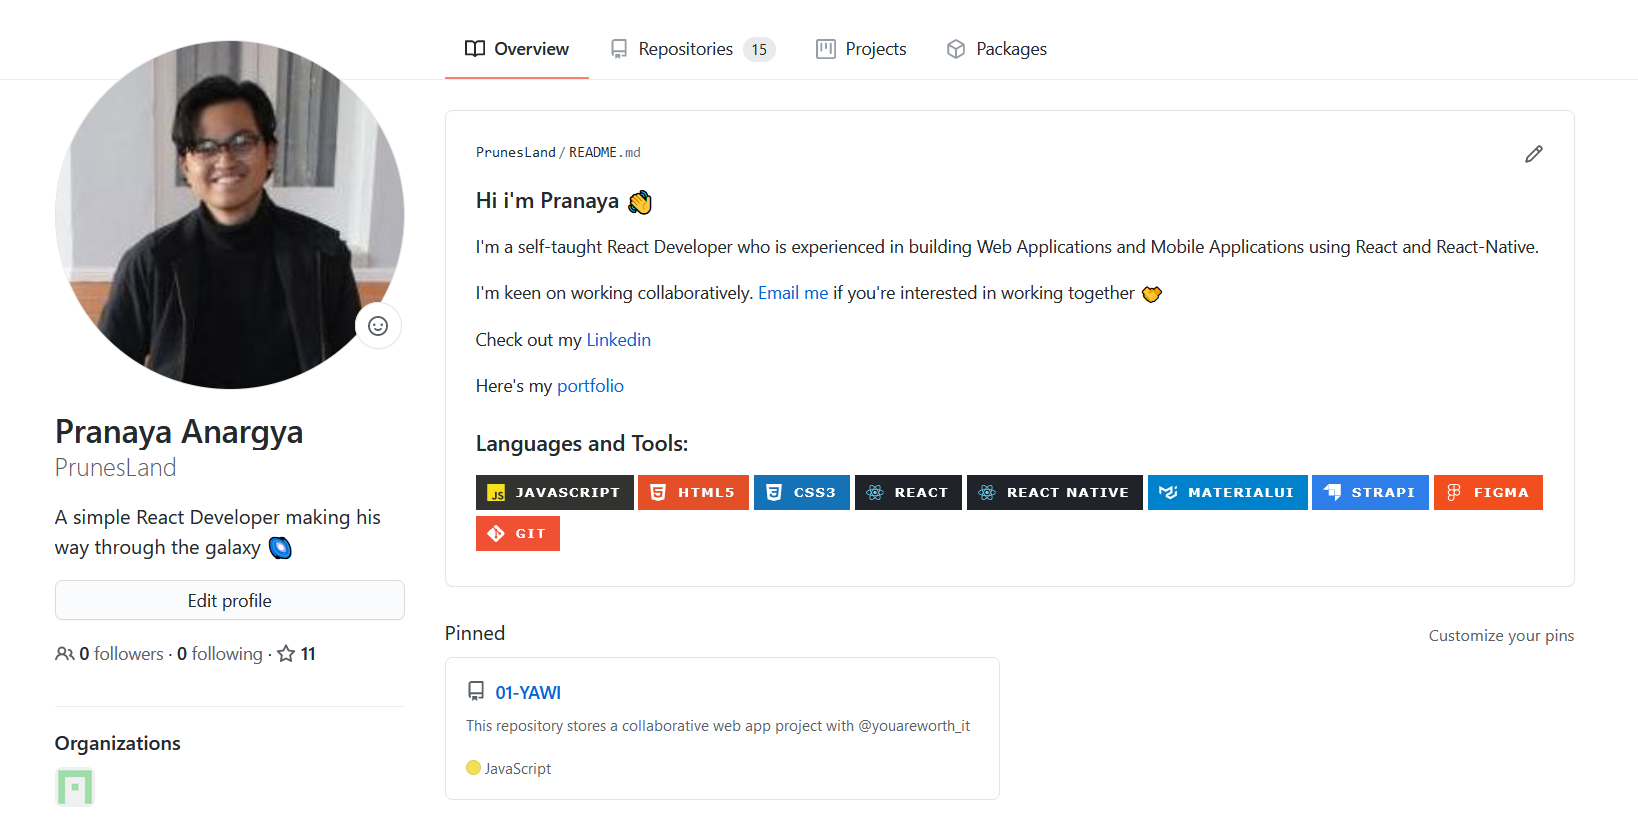 Overview
Repositories 15
Projects
Packages
PrunesLand/README.md
Hi i'm Pranaya 👋
I'm a self-taught React Developer who is experienced in building Web Applications and Mobile Applications using React and React-Native.
I'm keen on working collaboratively. Email me if you're interested in working together 🤝
Check out my Linkedin
Here's my portfolio
Languages and Tools:
JS JAVASCRIPT
HTML5
CSS3
REACT
REACT NATIVE
MATERIALUI
STRAPI
FIGMA
GIT
Pranaya Anargya
PrunesLand
A simple React Developer making his
way through the galaxy 🌌
Edit profile
0 followers · 0 following · 11
Organizations
Pinned
Customize your pins
01-YAWI
This repository stores a collaborative web app project with @youareworth_it
JavaScript